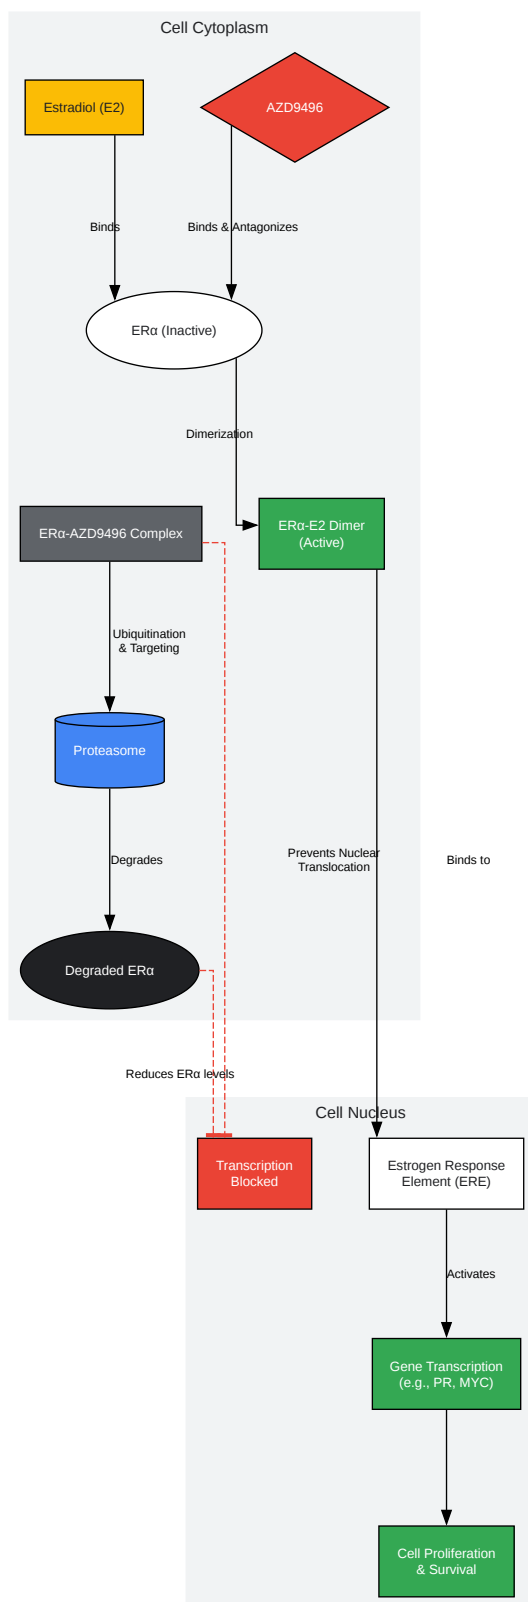 Cell Cytoplasm
Estradiol (E2)
AZD9496
Binds
Binds & Antagonizes
ERα (Inactive)
Dimerization
ERα-AZD9496 Complex
ERα-E2 Dimer
(Active)
Ubiquitination
& Targeting
Proteasome
Prevents Nuclear
Translocation
Binds to
Degrades
Degraded ERα
Reduces ERα levels
Cell Nucleus
Transcription
Blocked
Estrogen Response
Element (ERE)
Activates
Gene Transcription
(e.g., PR, MYC)
Cell Proliferation
& Survival